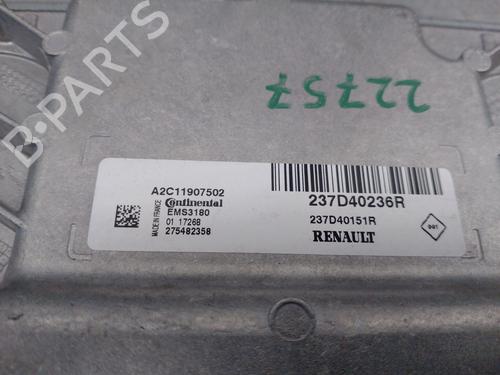 B-PARTS
22757
A2C11907502
Continental
EMS3180
01 17268
275482358
MADE IN FRANCE
237D40236R
237D40151R
RENAULT